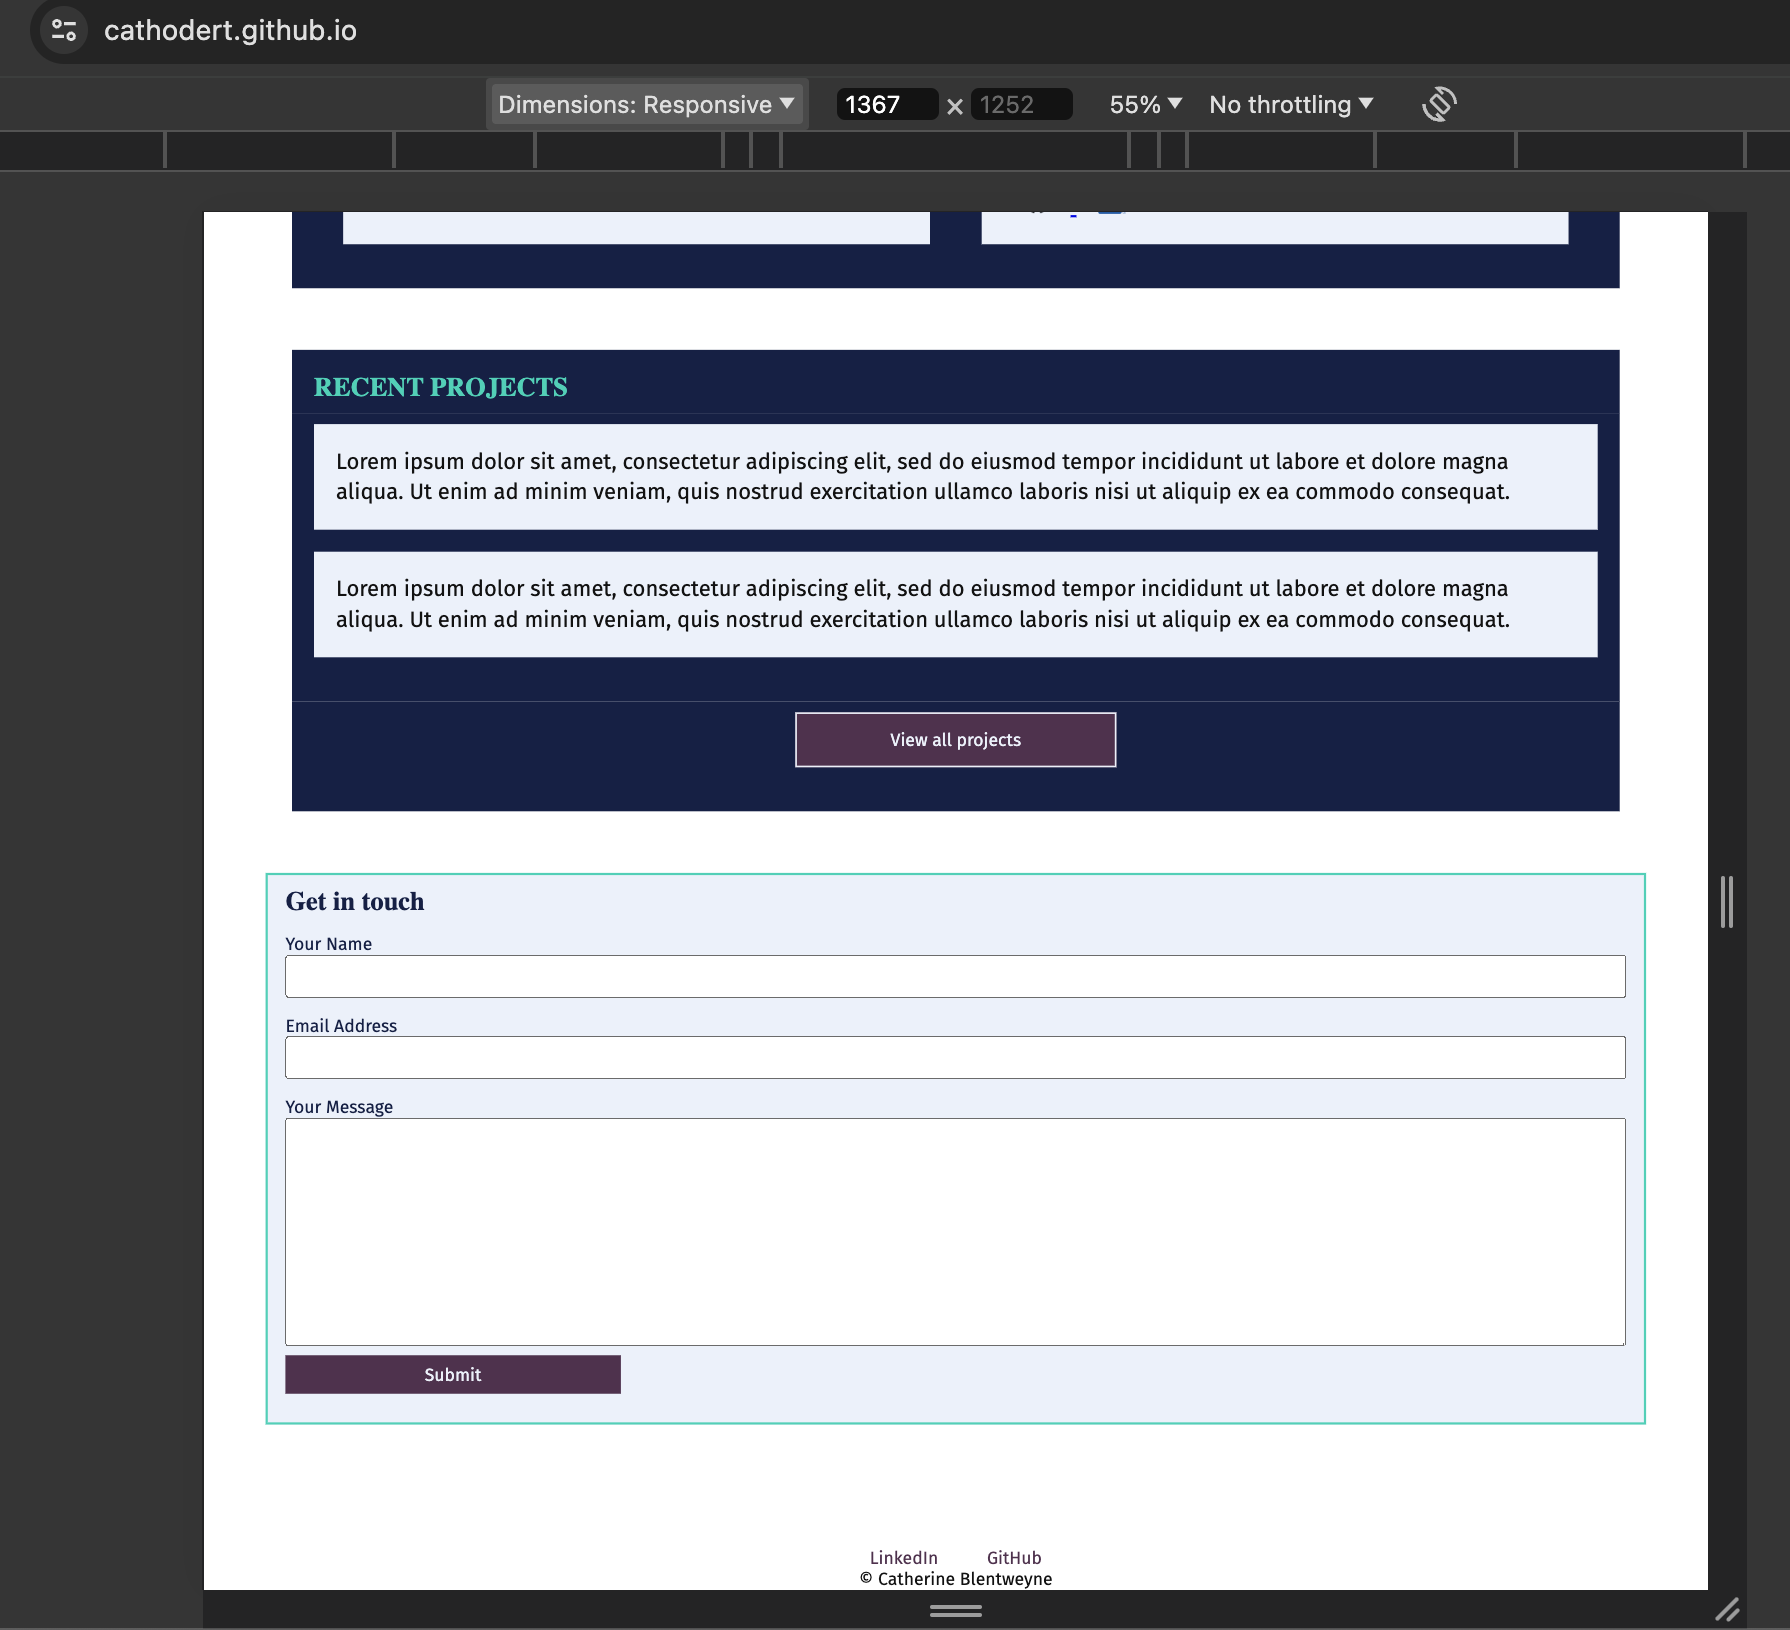 cathodert.github.io
Dimensions: Responsive 1367 × 1252 55% No throttling
RECENT PROJECTS
Lorem ipsum dolor sit amet, consectetur adipiscing elit, sed do eiusmod tempor incididunt ut labore et dolore magna
aliqua. Ut enim ad minim veniam, quis nostrud exercitation ullamco laboris nisi ut aliquip ex ea commodo consequat.
Lorem ipsum dolor sit amet, consectetur adipiscing elit, sed do eiusmod tempor incididunt ut labore et dolore magna
aliqua. Ut enim ad minim veniam, quis nostrud exercitation ullamco laboris nisi ut aliquip ex ea commodo consequat.
View all projects
Get in touch
Your Name
Email Address
Your Message
Submit
LinkedIn GitHub
© Catherine Blentweyne